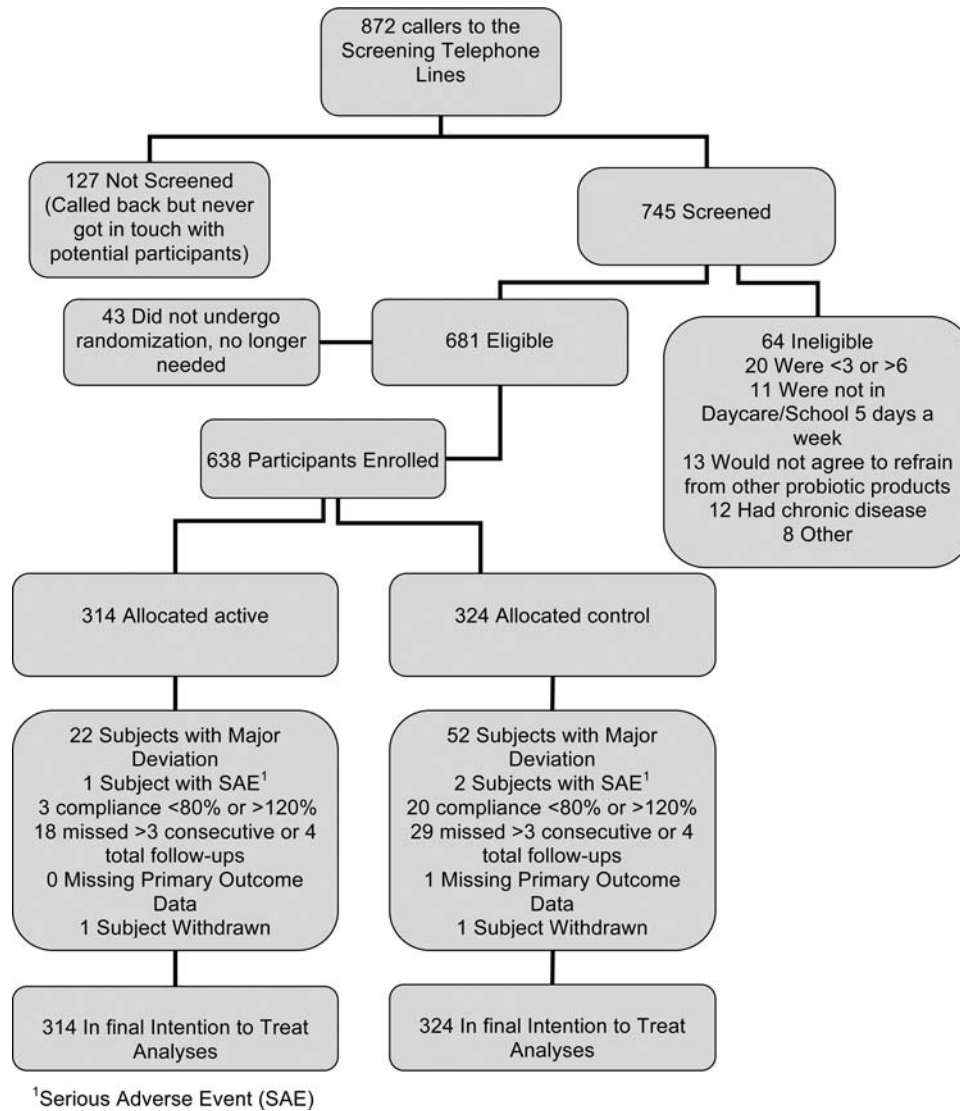 872 callers to the
Screening Telephone
Lines
127 Not Screened
(Called back but never
got in touch with
potential participants)
745 Screened
43 Did not undergo
randomization, no longer
needed
681 Eligible
64 Ineligible
20 Were <3 or >6
11 Were not in
Daycare/School 5 days a
week
13 Would not agree to refrain
from other probiotic products
12 Had chronic disease
8 Other
638 Participants Enrolled
314 Allocated active
324 Allocated control
22 Subjects with Major
Deviation
1 Subject with SAE¹
3 compliance <80% or >120%
18 missed >3 consecutive or 4
total follow-ups
0 Missing Primary Outcome
Data
1 Subject Withdrawn
52 Subjects with Major
Deviation
2 Subjects with SAE¹
20 compliance <80% or >120%
29 missed >3 consecutive or 4
total follow-ups
1 Missing Primary Outcome
Data
1 Subject Withdrawn
314 In final Intention to Treat
Analyses
324 In final Intention to Treat
Analyses
¹Serious Adverse Event (SAE)